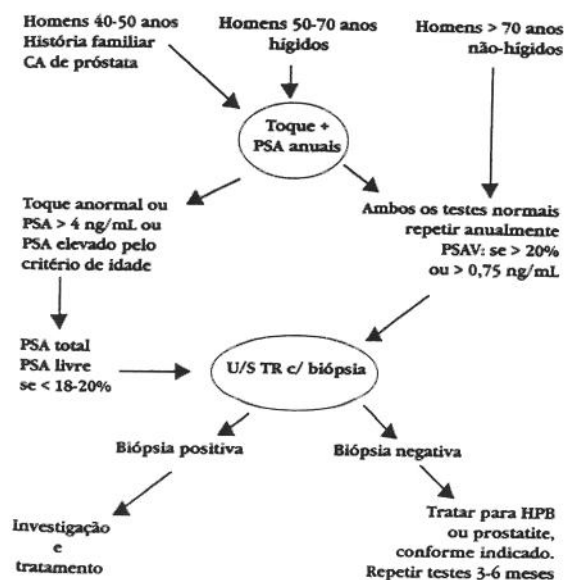 Homens 40-50 anos
História familiar
CA de próstata
Homens 50-70 anos
hígidos
Homens > 70 anos
não-hígidos
Toque +
PSA anuais
Toque anormal ou
PSA > 4 ng/mL ou
PSA elevado pelo
critério de idade
Ambos os testes normais
repetir anualmente
PSAV: se > 20%
ou > 0,75 ng/mL
PSA total
PSA livre
se < 18-20%
U/S TR c/ biópsia
Biópsia positiva
Biópsia negativa
Investigação
e
tratamento
Tratar para HPB
ou prostatite,
conforme indicado.
Repetir testes 3-6 meses